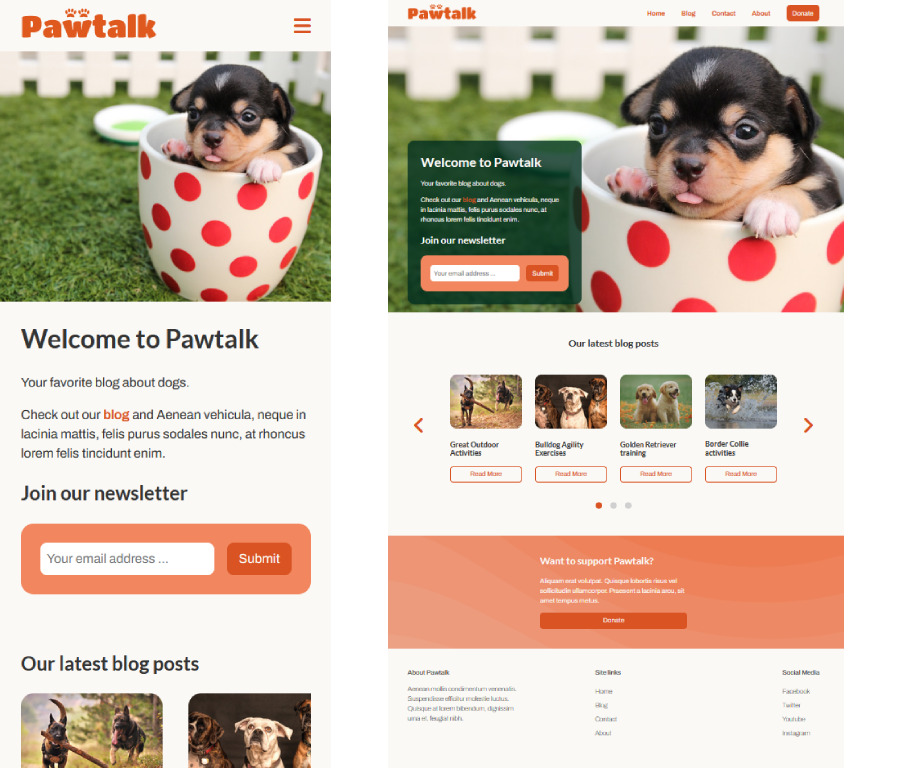 Pawtalk
Welcome to Pawtalk
Your favorite blog about dogs.
Check out our blog and Aenean vehicula, neque in
lacinia mattis, felis purus sodales nunc, at rhoncus
lorem felis tincidunt enim.
Join our newsletter
Your email address ...
Submit
Our latest blog posts
Pawtalk
Home Blog Contact About Donate
Welcome to Pawtalk
Your favorite blog about dogs.
Check out our blog and Aenean vehicula, neque
in lacinia mattis, felis purus sodales nunc, at
rhoncus lorem felis tincidunt enim.
Join our newsletter
Your email address ...
Submit
Our latest blog posts
Great Outdoor
Activities
Read More
Bulldog Agility
Exercises
Read More
Golden Retriever
training
Read More
Border Collie
activities
Read More
Want to support Pawtalk?
Aliquam erat volutpat. Quisque lobortis risus vel
sollicitudin ullamcorper. Praesent a lacinia arcu, sit
amet tempus metus.
Donate
About Pawtalk
Aenean mollis condimentum venenatis.
Suspendisse efficitur molestie luctus.
Quisque at lorem bibendum, dignissim
urna et, feugiat nibh.
Site links
Home
Blog
Contact
About
Social Media
Facebook
Twitter
Youtube
Instagram